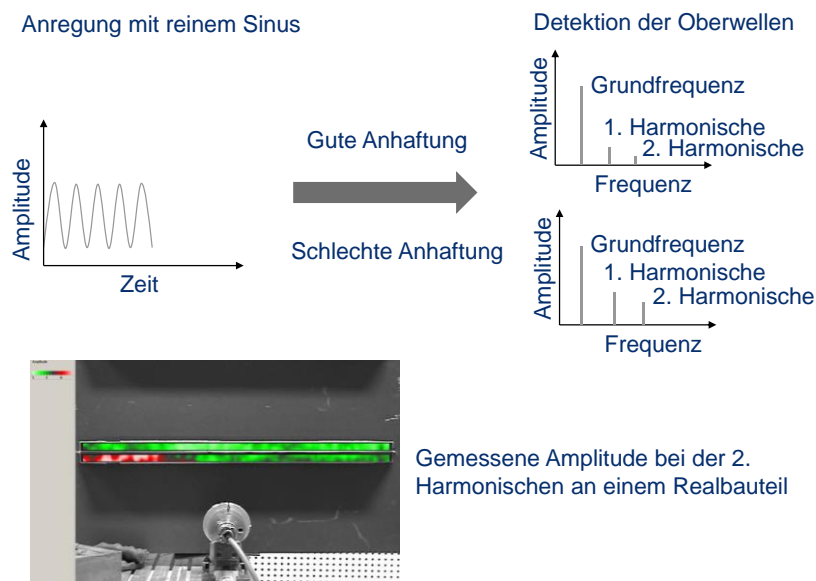 Anregung mit reinem Sinus
Detektion der Oberwellen
Amplitude
Zeit
Gute Anhaftung
Schlechte Anhaftung
Amplitude
Grundfrequenz
1. Harmonische
2. Harmonische
Frequenz
Amplitude
Grundfrequenz
1. Harmonische
2. Harmonische
Frequenz
Amplitude
Gemessene Amplitude bei der 2.
Harmonischen an einem Realbauteil